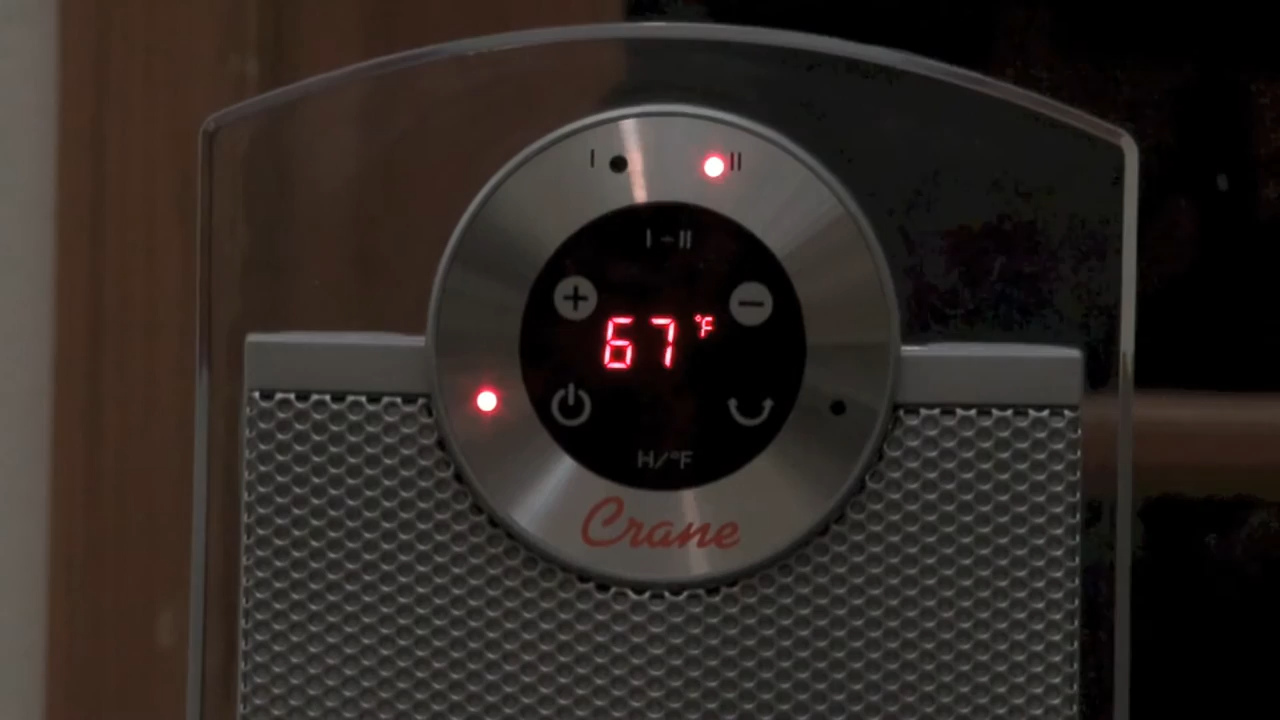 I II
I→II
+ −
67 °F
H/°F
Crane